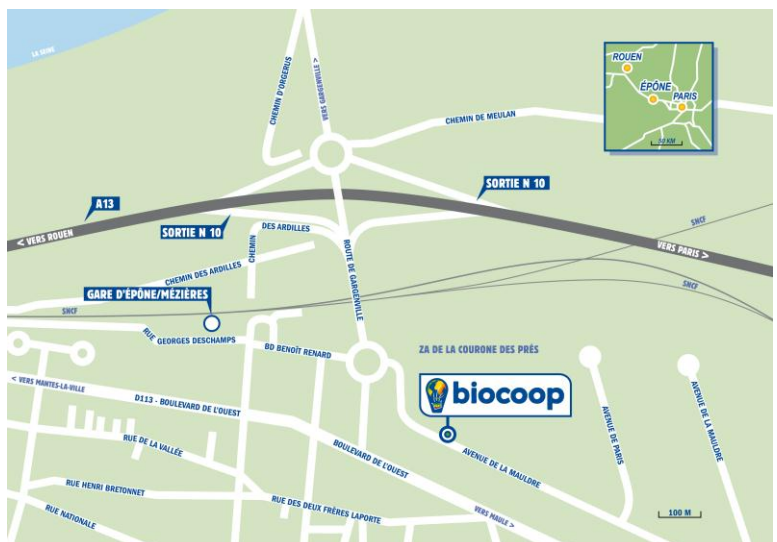 LA SEINE
CHEMIN D'ORGERUS
VERS GARGENVILLE >
CHEMIN DE MEULAN
ROUEN
ÉPÔNE
PARIS
10 KM
A13
< VERS ROUEN
SORTIE N 10
SORTIE N 10
SNCF
VERS PARIS >
DES ARDILLES
CHEMIN
ROUTE DE GARGENVILLE
CHEMIN DES ARDILLES
GARE D'ÉPÔNE/MÉZIÈRES
SNCF
SNCF
RUE
GEORGES DESCHAMPS
BD BENOÎT RENARD
ZA DE LA COURONE DES PRÉS
biocoop
< VERS MANTES-LA-VILLE
D113 - BOULEVARD DE L'OUEST
BOULEVARD DE L'OUEST
AVENUE DE LA MAULDRE
AVENUE DE PARIS
AVENUE DE LA MAULDRE
RUE DE LA VALLÉE
RUE HENRI BRETONNET
RUE DES DEUX FRÈRES LAPORTE
RUE NATIONALE
VERS MAULE >
100 M